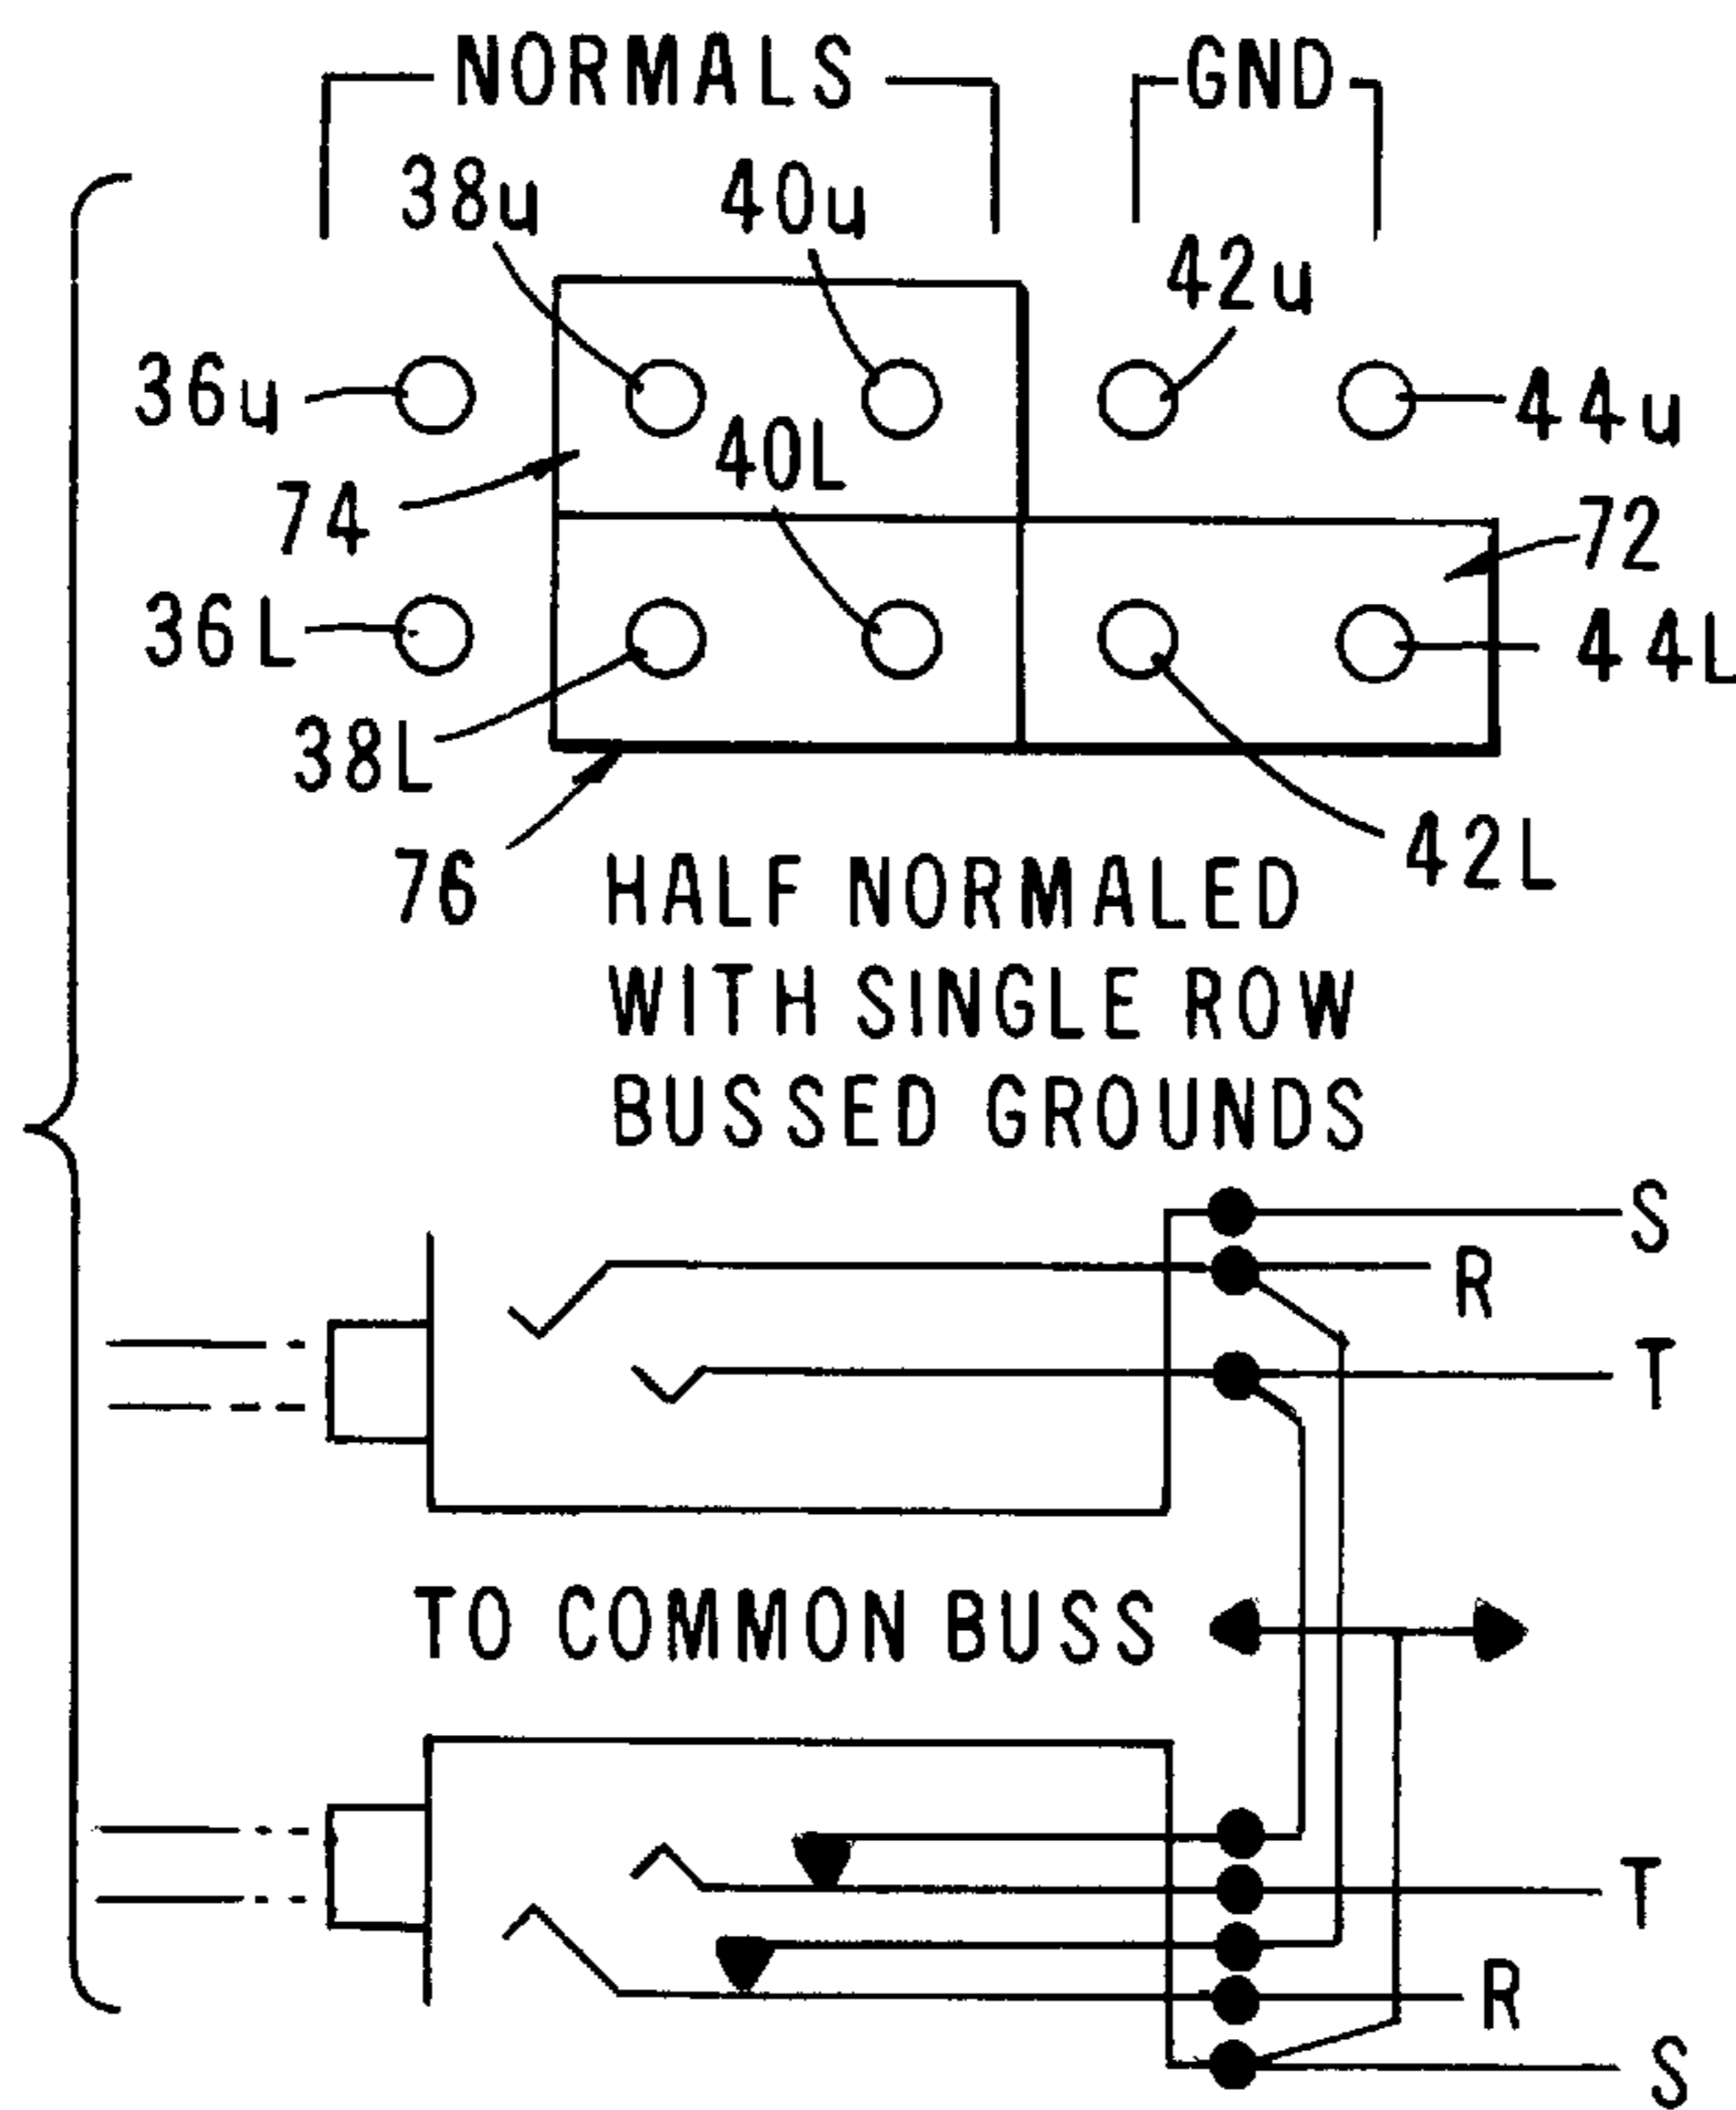 NORMALS GND
38u 40u
42u
36u 44u
40L
74 72
36L 44L
38L
76 42L
HALF NORMALED
WITH SINGLE ROW
BUSSED GROUNDS
S
R
T
TO COMMON BUSS
T
R
S